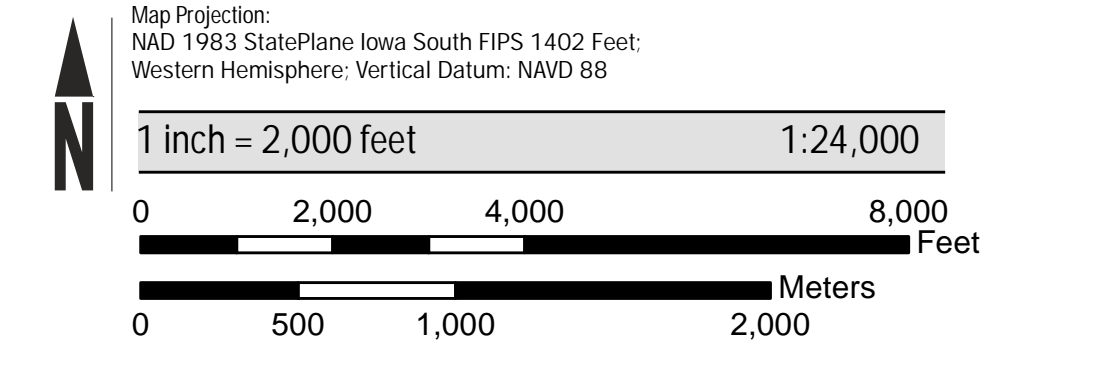 Map Projection:
NAD 1983 StatePlane Iowa South FIPS 1402 Feet;
Western Hemisphere; Vertical Datum: NAVD 88
N
1 inch = 2,000 feet 1:24,000
0 2,000 4,000 8,000
Feet
Meters
0 500 1,000 2,000